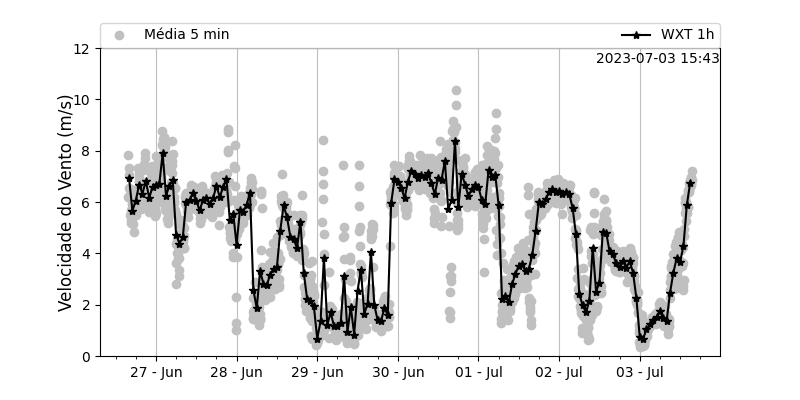 Média 5 min
WXT 1h
2023-07-03 15:43
Velocidade do Vento (m/s)
12
10
8
6
4
2
0
27 - Jun
28 - Jun
29 - Jun
30 - Jun
01 - Jul
02 - Jul
03 - Jul